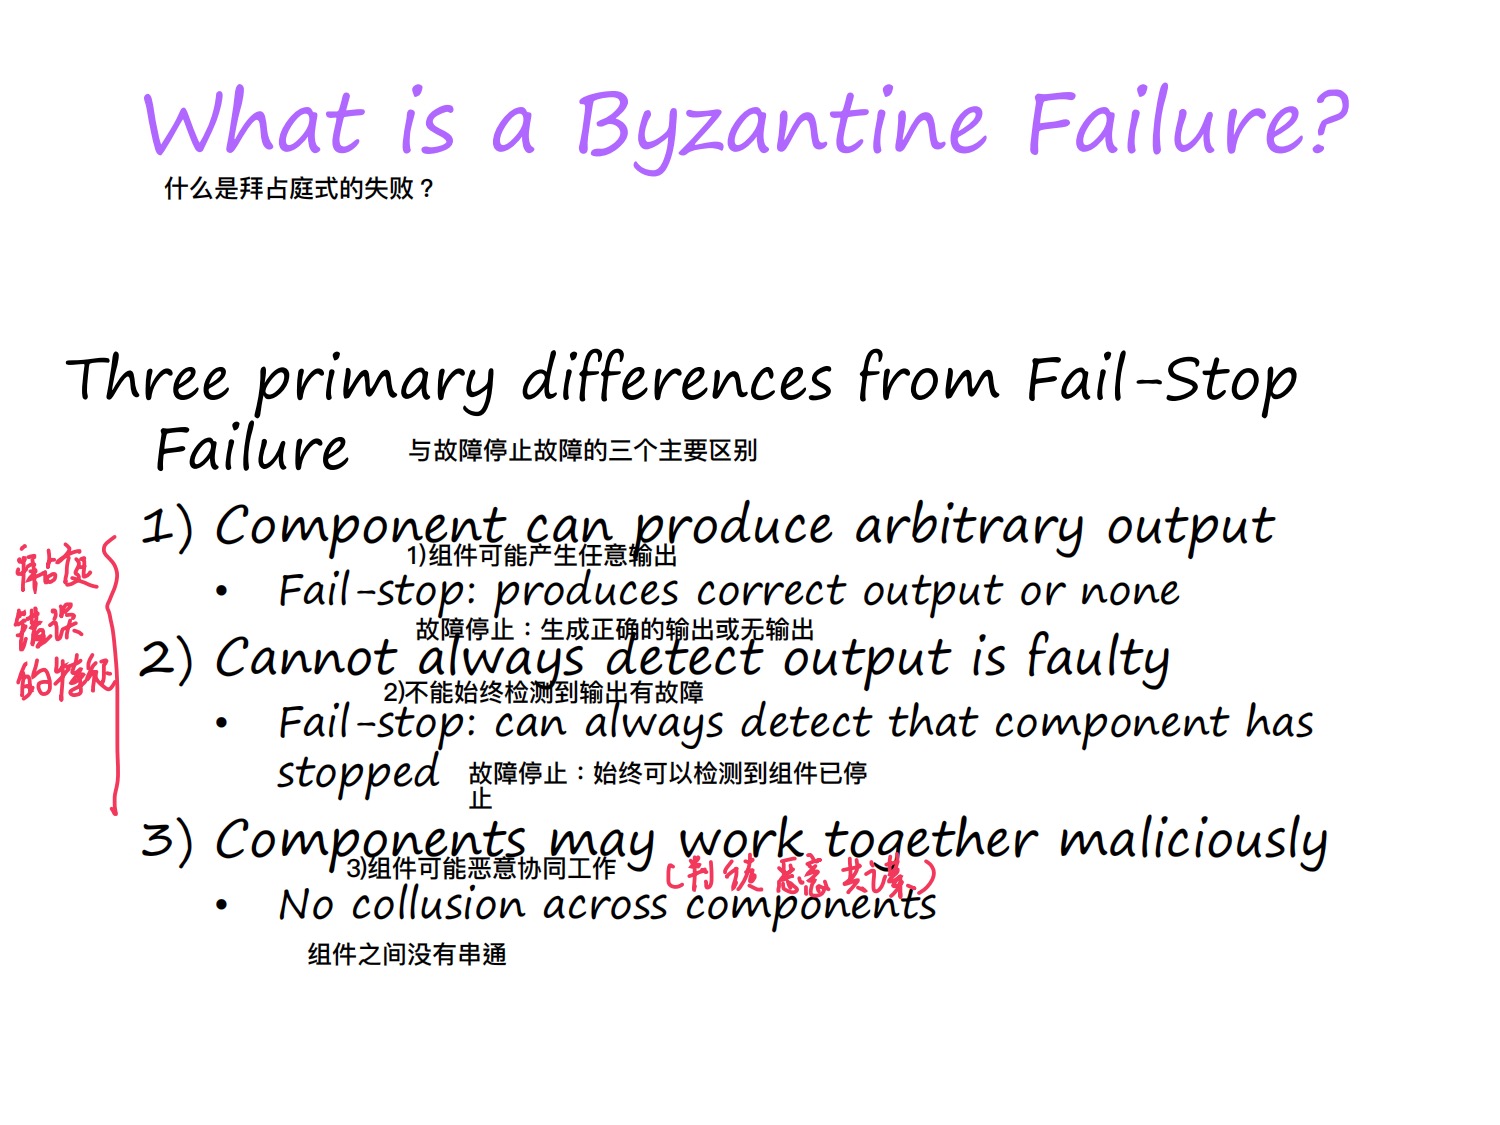 What is a Byzantine Failure?
什么是拜占庭式的失败？
Three primary differences from Fail-Stop
Failure
与故障停止故障的三个主要区别
1) Component can produce arbitrary output
1)组件可能产生任意输出
• Fail-stop: produces correct output or none
故障停止：生成正确的输出或无输出
2) Cannot always detect output is faulty
2)不能始终检测到输出有故障
• Fail-stop: can always detect that component has
stopped
故障停止：始终可以检测到组件已停
止
3) Components may work together maliciously
3)组件可能恶意协同工作
(判徒恶意共谋)
• No collusion across components
组件之间没有串通
拜占庭
错误
的特征